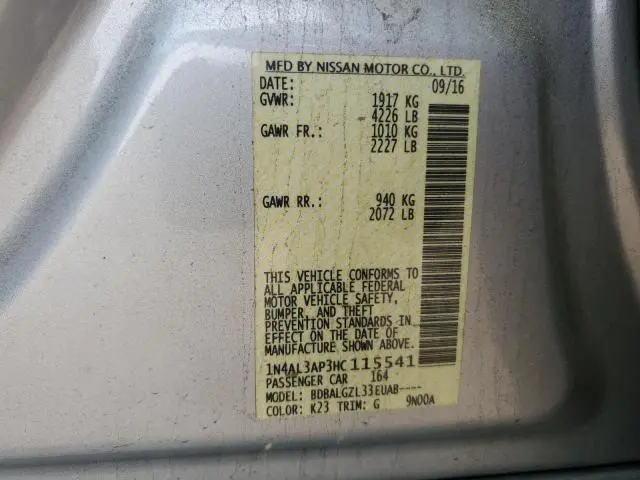 MFD BY NISSAN MOTOR CO., LTD.
DATE: 09/16
GVWR: 1917 KG
4226 LB
GAWR FR.: 1010 KG
2227 LB
GAWR RR.: 940 KG
2072 LB
THIS VEHICLE CONFORMS TO
ALL APPLICABLE FEDERAL
MOTOR VEHICLE SAFETY,
BUMPER, AND THEFT
PREVENTION STANDARDS IN
EFFECT ON THE DATE OF
MANUFACTURE SHOWN ABOVE.
1N4AL3AP3HC115541
PASSENGER CAR 164
MODEL: BDBALGZL33EUAB----
COLOR: K23 TRIM: G 9N00A